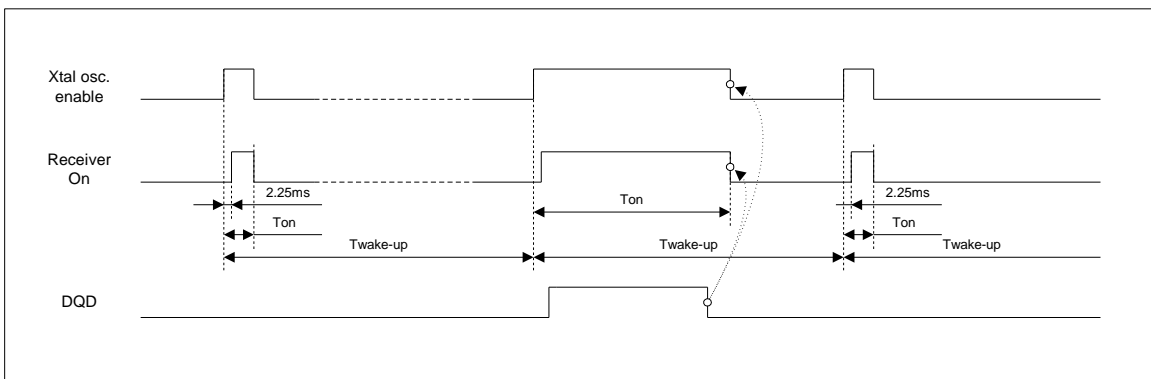 Xtal osc.
enable
Receiver
On
2.25ms
2.25ms
Ton
Ton
Ton
Twake-up
Twake-up
Twake-up
DQD